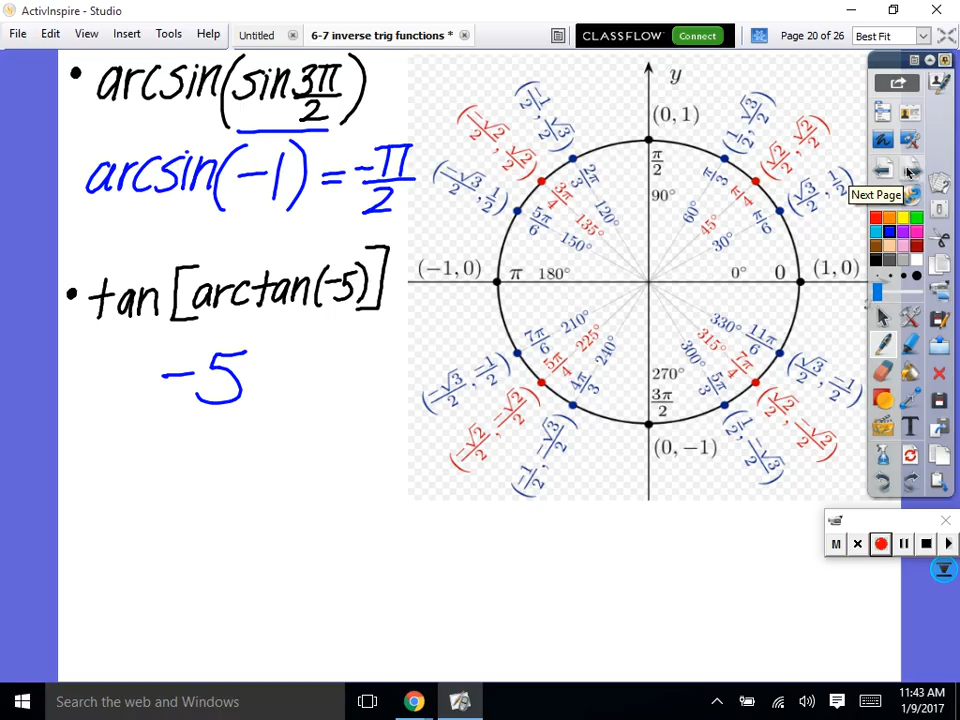 ActivInspire - Studio
File Edit View Insert Tools Help
Untitled
6-7 inverse trig functions *
CLASSFLOW
Connect
Page 20 of 26
Best Fit
• arcsin(sin 3π/2)
arcsin(-1) = -π/2
• tan[arctan(-5)]
-5
y
(0, 1)
(-1/2, √3/2)
(1/2, √3/2)
(-√2/2, √2/2)
(√2/2, √2/2)
(-√3/2, 1/2)
(√3/2, 1/2)
π/2
90°
2π/3
120°
π/3
60°
3π/4
135°
π/4
45°
5π/6
150°
π/6
30°
(-1, 0)
π
180°
0°
0
(1, 0)
7π/6
210°
330°
11π/6
5π/4
225°
315°
7π/4
4π/3
240°
300°
5π/3
270°
3π/2
(-√3/2, -1/2)
(√3/2, -1/2)
(-√2/2, -√2/2)
(√2/2, -√2/2)
(-1/2, -√3/2)
(1/2, -√3/2)
(0, -1)
Next Page
M
Search the web and Windows
11:43 AM
1/9/2017